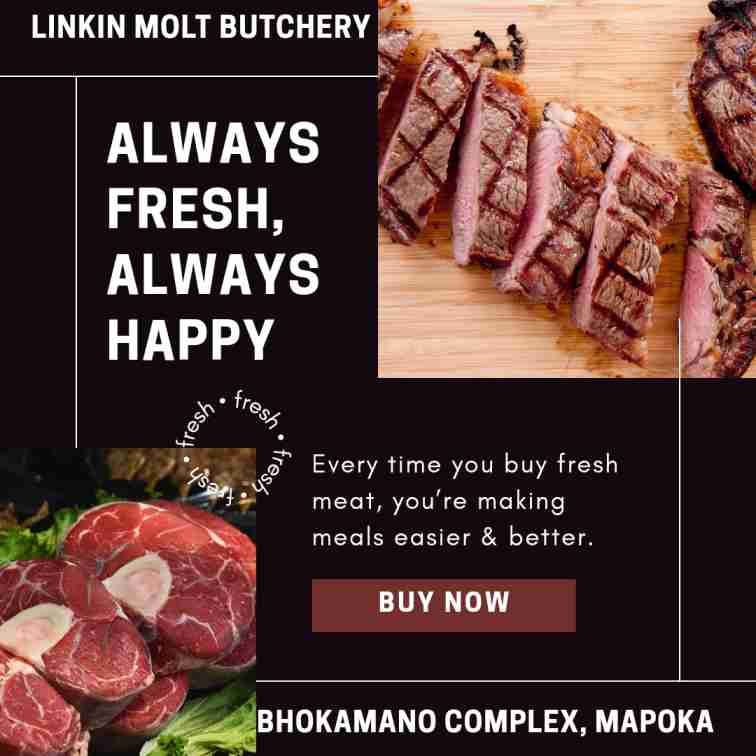 LINKIN MOLT BUTCHERY
ALWAYS
FRESH,
ALWAYS
HAPPY
fresh • fresh • fresh • fresh •
Every time you buy fresh
meat, you’re making
meals easier & better.
BUY NOW
BHOKAMANO COMPLEX, MAPOKA